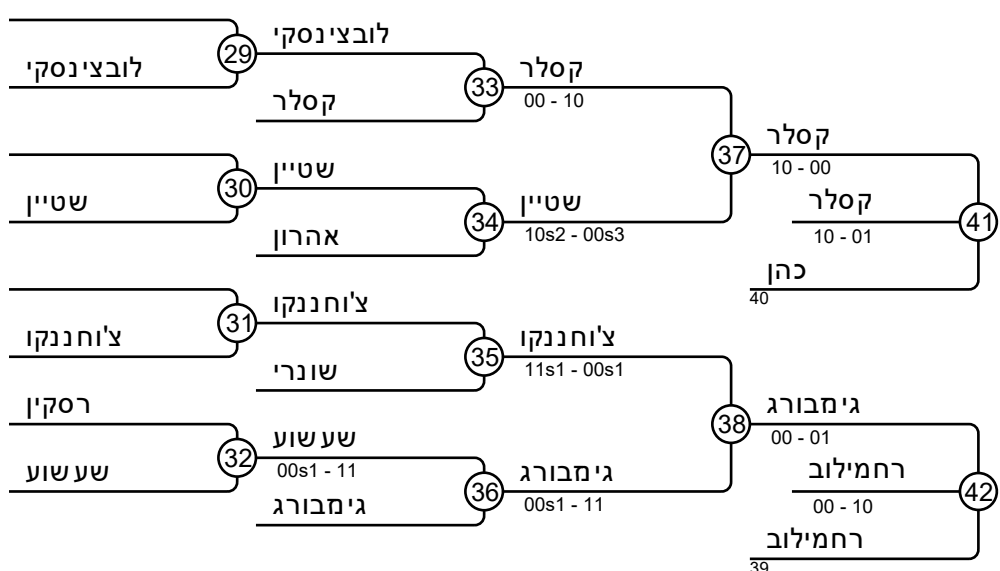 לובצינסקי
29
לובצינסקי
קסלר
33
קסלר
00 - 10
שטיין
30
שטיין
אהרון
34
שטיין
10s2 - 00s3
37
קסלר
10 - 00
קסלר
10 - 01
41
כהן
40
צ'וחננקו
31
צ'וחננקו
שונרי
35
צ'וחננקו
11s1 - 00s1
רסקין
שעשוע
32
שעשוע
00s1 - 11
גימבורג
36
גימבורג
00s1 - 11
38
גימבורג
00 - 01
רחמילוב
00 - 10
42
רחמילוב
39